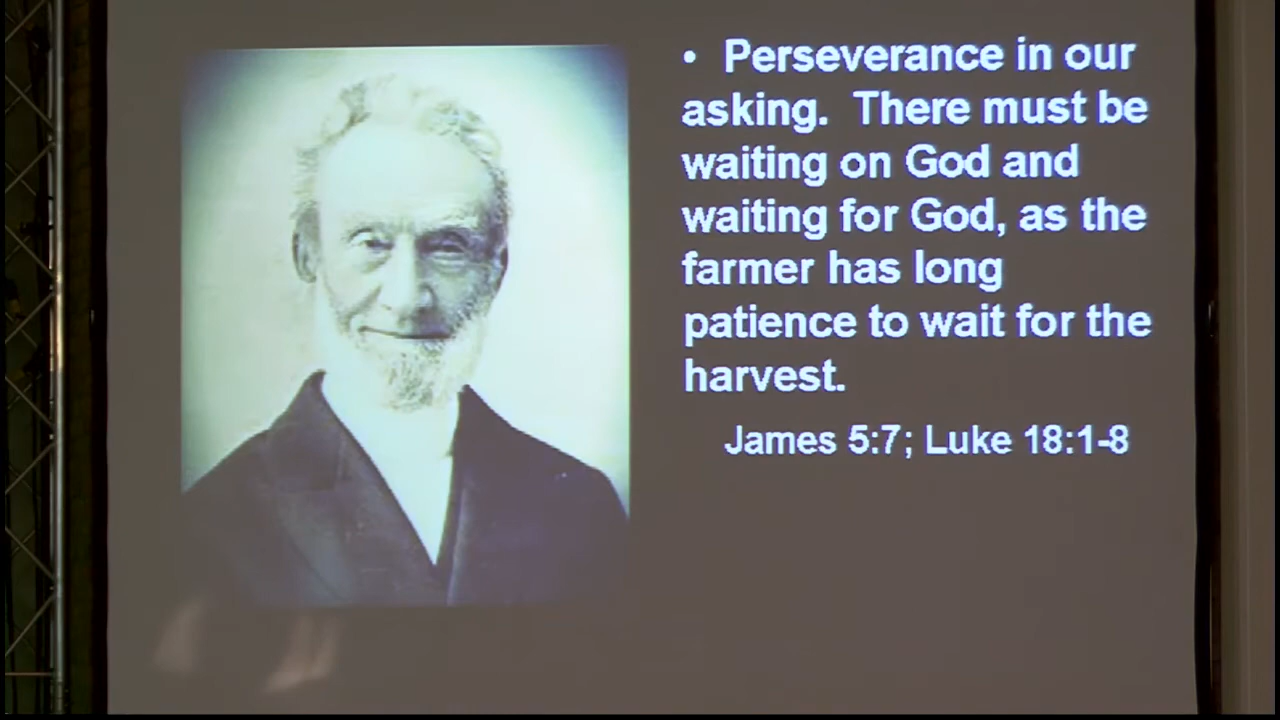 • Perseverance in our
asking. There must be
waiting on God and
waiting for God, as the
farmer has long
patience to wait for the
harvest.
James 5:7; Luke 18:1-8